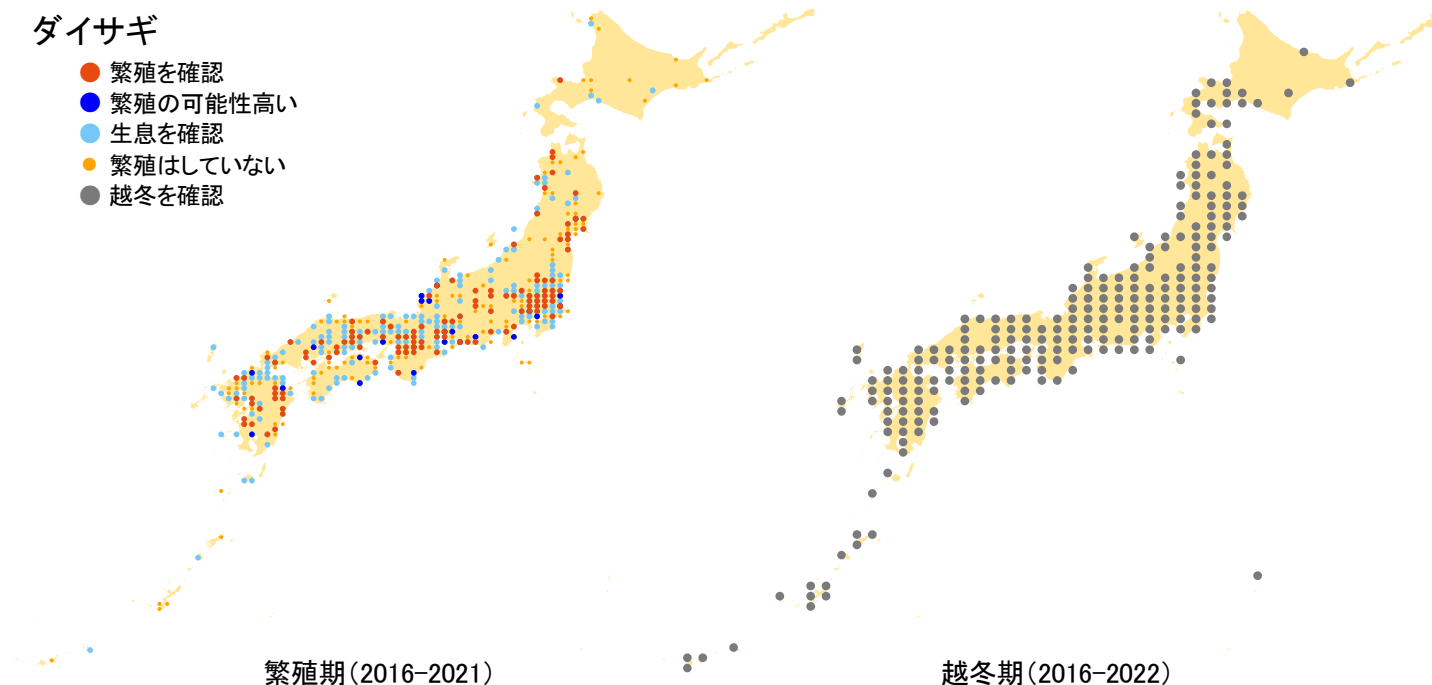 ダイサギ
繁殖を確認
繁殖の可能性高い
生息を確認
繁殖はしていない
越冬を確認
繁殖期(2016-2021)
越冬期(2016-2022)